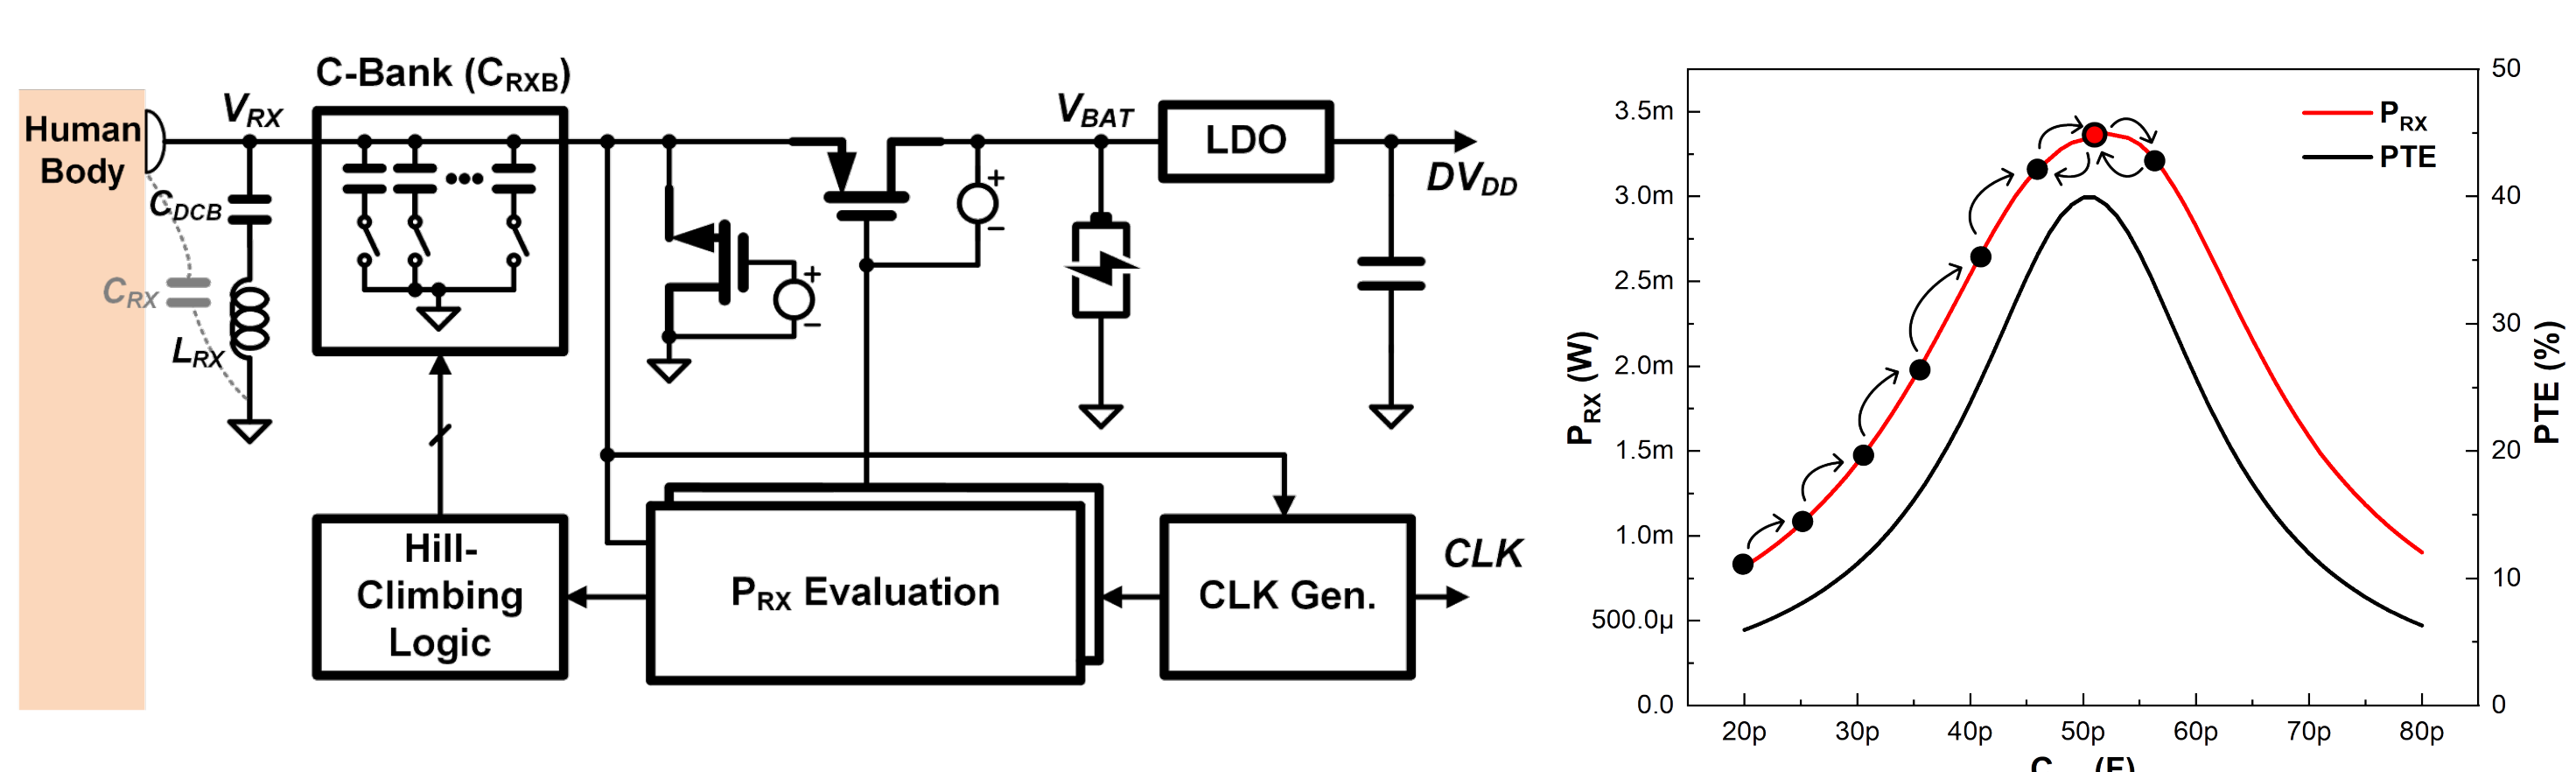 C-Bank (CRXB)
Human
Body
VRX
CDCB
CRX
LRX
+
−
+
−
VBAT
LDO
DVDD
Hill-
Climbing
Logic
PRX Evaluation
CLK Gen.
CLK
PRX (W)
3.5m
3.0m
2.5m
2.0m
1.5m
1.0m
500.0μ
0.0
20p
30p
40p
50p
60p
70p
80p
PRX
PTE
50
40
30
20
10
0
PTE (%)